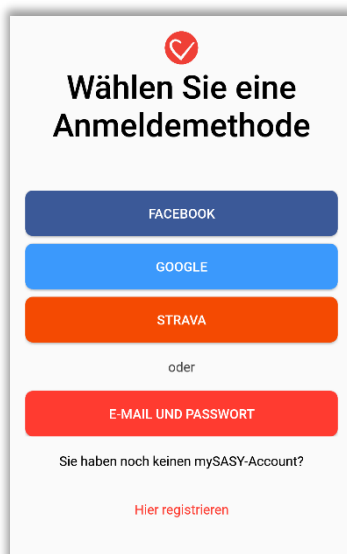 Wählen Sie eine
Anmeldemethode
FACEBOOK
GOOGLE
STRAVA
oder
E-MAIL UND PASSWORT
Sie haben noch keinen mySASY-Account?
Hier registrieren